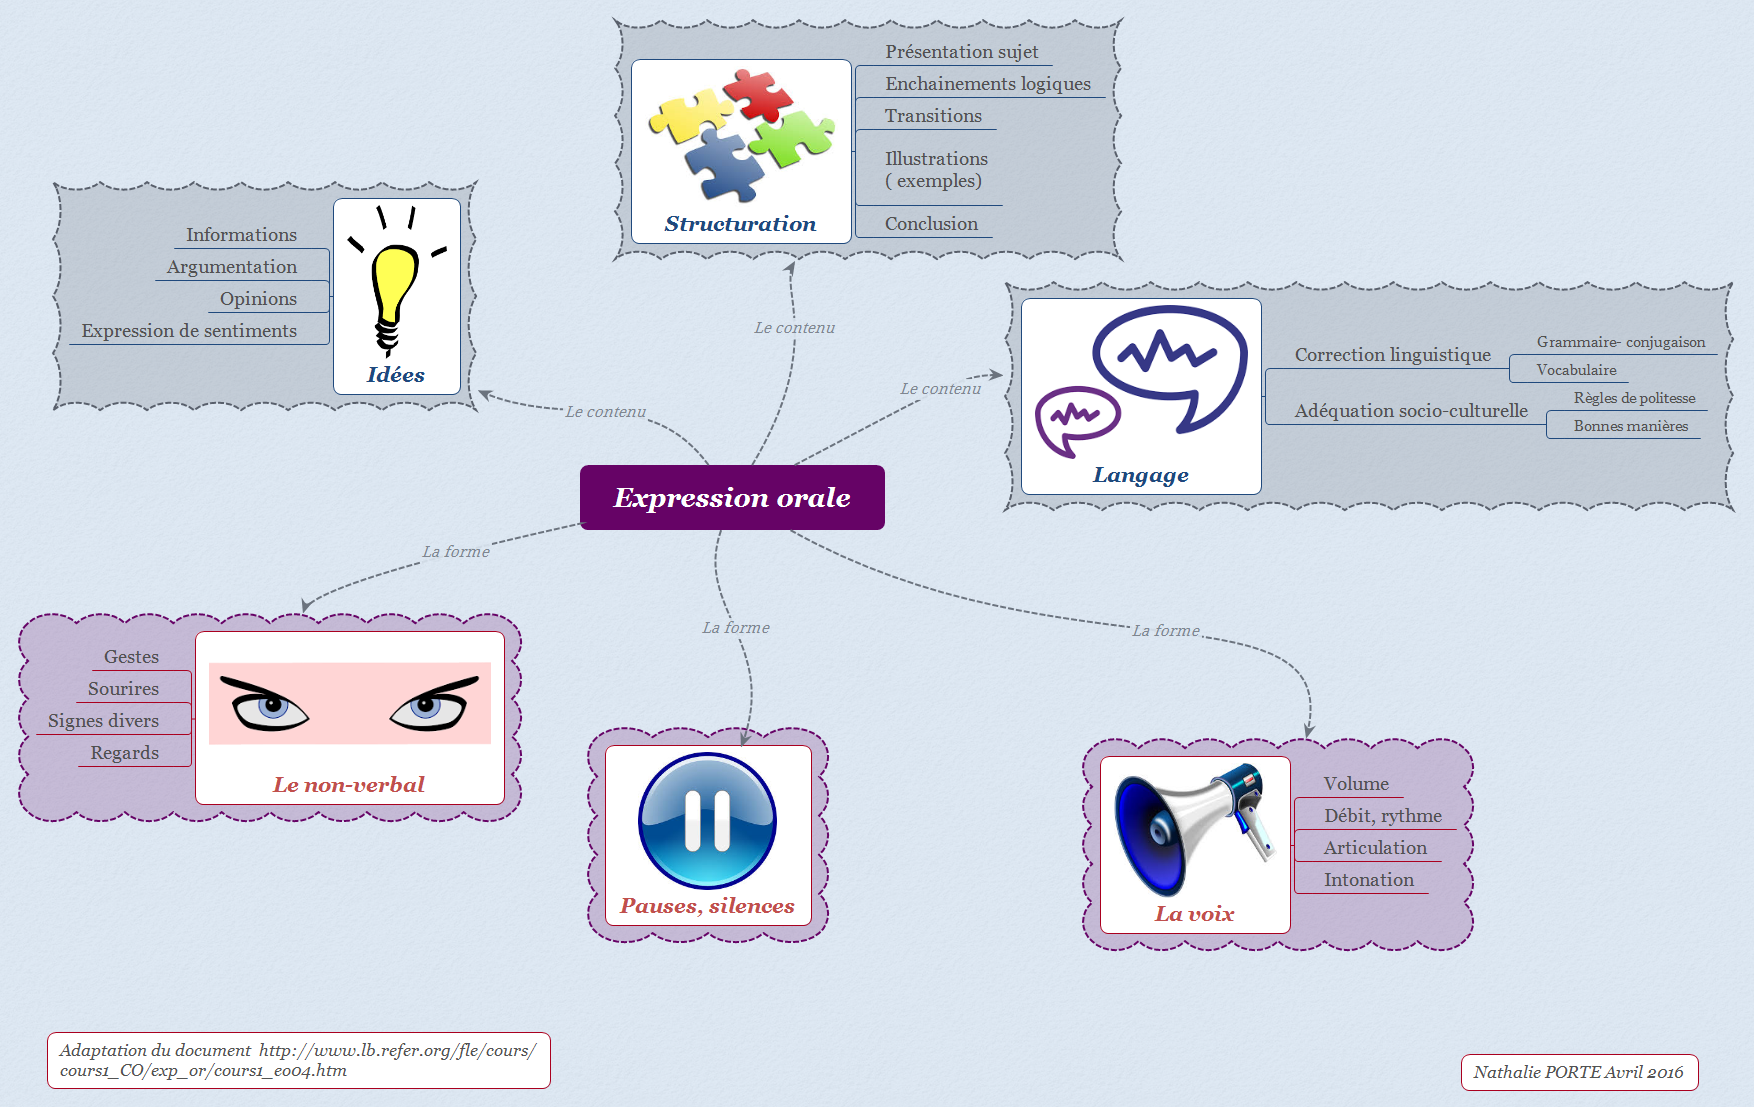 Présentation sujet
Enchainements logiques
Transitions
Illustrations
( exemples)
Conclusion
Structuration
Informations
Argumentation
Opinions
Expression de sentiments
Idées
Le contenu
Le contenu
Le contenu
Correction linguistique
Grammaire- conjugaison
Vocabulaire
Adéquation socio-culturelle
Règles de politesse
Bonnes manières
Langage
Expression orale
La forme
La forme
La forme
Gestes
Sourires
Signes divers
Regards
Le non-verbal
Pauses, silences
Volume
Débit, rythme
Articulation
Intonation
La voix
Adaptation du document  http://www.lb.refer.org/fle/cours/
cours1_CO/exp_or/cours1_eo04.htm
Nathalie PORTE Avril 2016